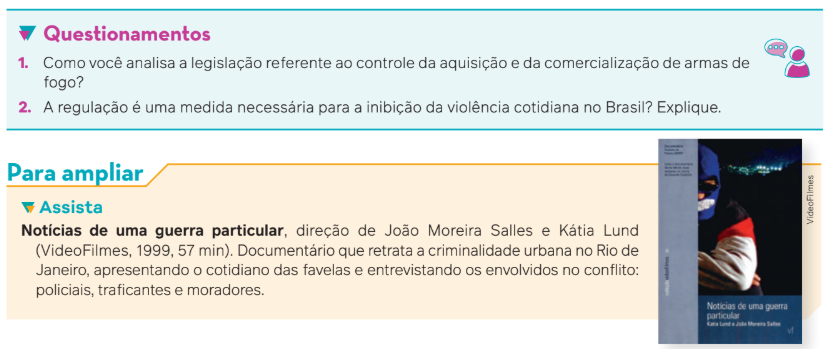 Questionamentos
1. Como você analisa a legislação referente ao controle da aquisição e da comercialização de armas de
fogo?
2. A regulação é uma medida necessária para a inibição da violência cotidiana no Brasil? Explique.
Para ampliar
Assista
Notícias de uma guerra particular, direção de João Moreira Salles e Kátia Lund
(VideoFilmes, 1999, 57 min). Documentário que retrata a criminalidade urbana no Rio de
Janeiro, apresentando o cotidiano das favelas e entrevistando os envolvidos no conflito:
policiais, traficantes e moradores.
VideoFilmes
Notícias de uma guerra
particular
Katia Lund e João Moreira Salles
vf